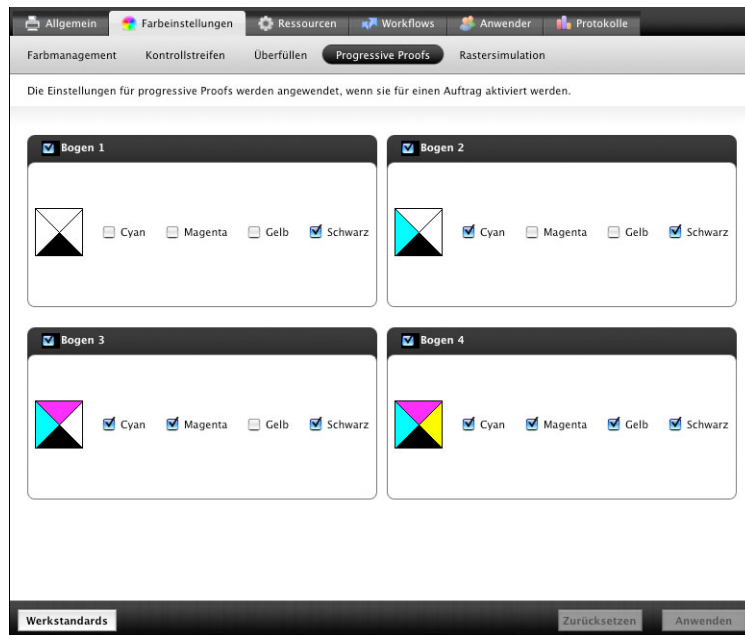 Allgemein Farbeinstellungen Ressourcen Workflows Anwender Protokolle
Farbmanagement Kontrollstreifen Überfüllen Progressive Proofs Rastersimulation
Die Einstellungen für progressive Proofs werden angewendet, wenn sie für einen Auftrag aktiviert werden.
Bogen 1
Cyan Magenta Gelb Schwarz
Bogen 2
Cyan Magenta Gelb Schwarz
Bogen 3
Cyan Magenta Gelb Schwarz
Bogen 4
Cyan Magenta Gelb Schwarz
Werkstandards Zurücksetzen Anwenden